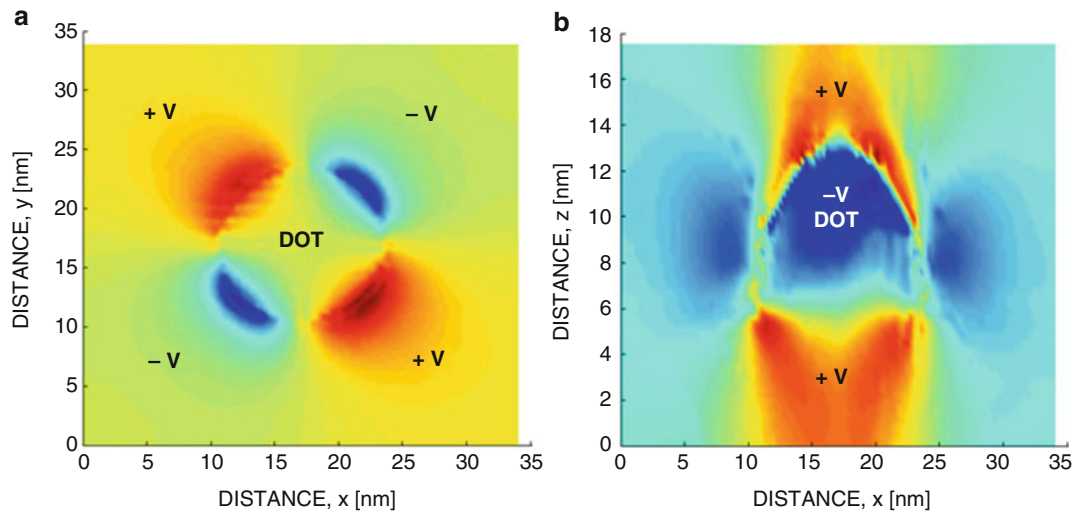 a
35
30
25
20
15
10
5
0
DISTANCE, y [nm]
+ V
– V
DOT
– V
+ V
0 5 10 15 20 25 30 35
DISTANCE, x [nm]
b
18
16
14
12
10
8
6
4
2
0
DISTANCE, z [nm]
+ V
–V
DOT
+ V
0 5 10 15 20 25 30 35
DISTANCE, x [nm]